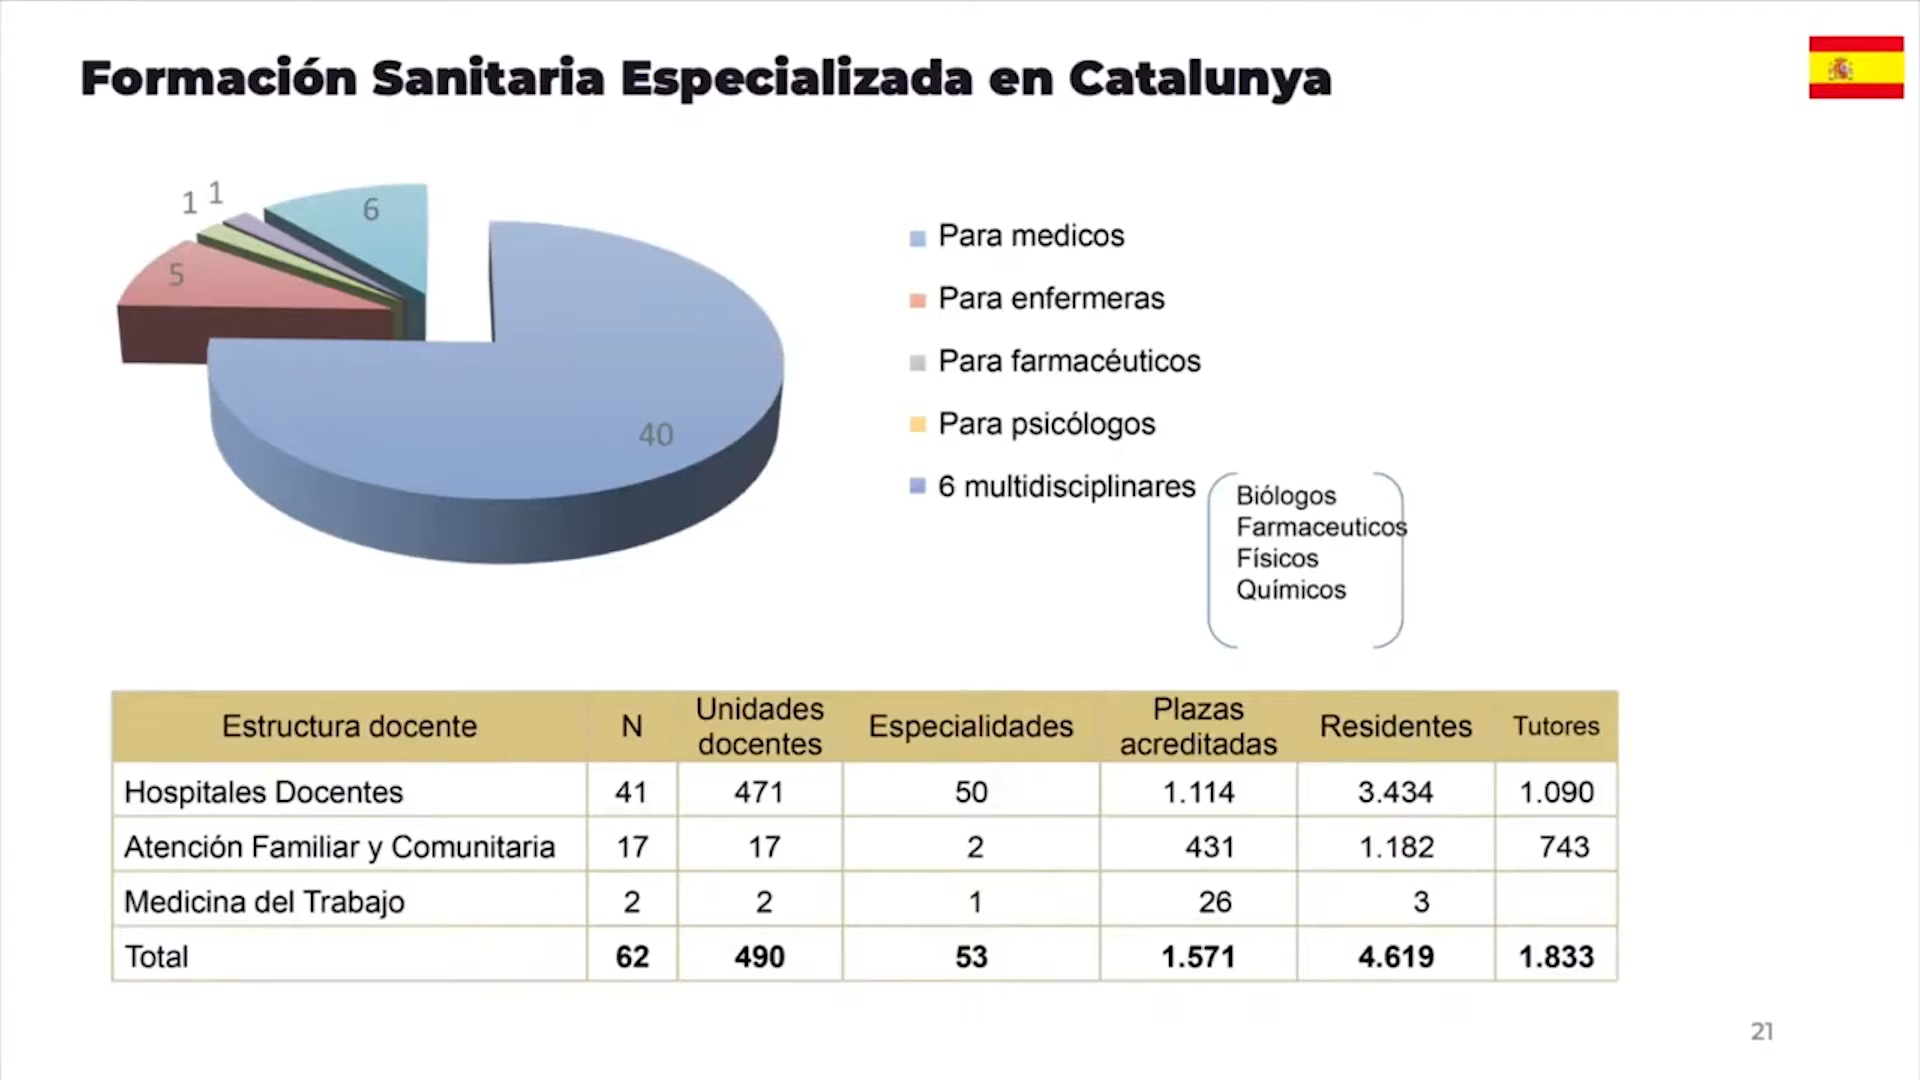 Formación Sanitaria Especializada en Catalunya
1 1
6
5
40
Para medicos
Para enfermeras
Para farmacéuticos
Para psicólogos
6 multidisciplinares
Biólogos
Farmaceuticos
Físicos
Químicos
Estructura docente N Unidades docentes Especialidades Plazas acreditadas Residentes Tutores
Hospitales Docentes 41 471 50 1.114 3.434 1.090
Atención Familiar y Comunitaria 17 17 2 431 1.182 743
Medicina del Trabajo 2 2 1 26 3
Total 62 490 53 1.571 4.619 1.833
21